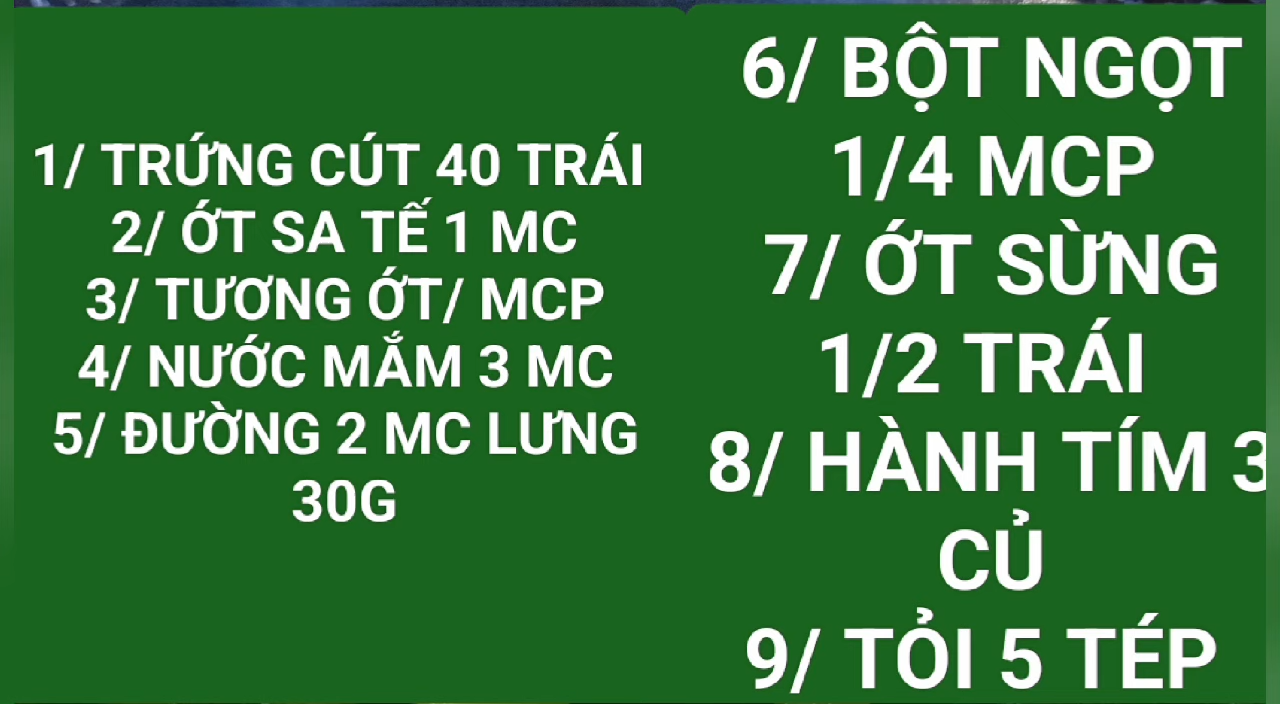 1/ TRỨNG CÚT 40 TRÁI
2/ ỚT SA TẾ 1 MC
3/ TƯƠNG ỚT/ MCP
4/ NƯỚC MẮM 3 MC
5/ ĐƯỜNG 2 MC LƯNG
30G
6/ BỘT NGỌT
1/4 MCP
7/ ỚT SỪNG
1/2 TRÁI
8/ HÀNH TÍM 3
CỦ
9/ TỎI 5 TÉP